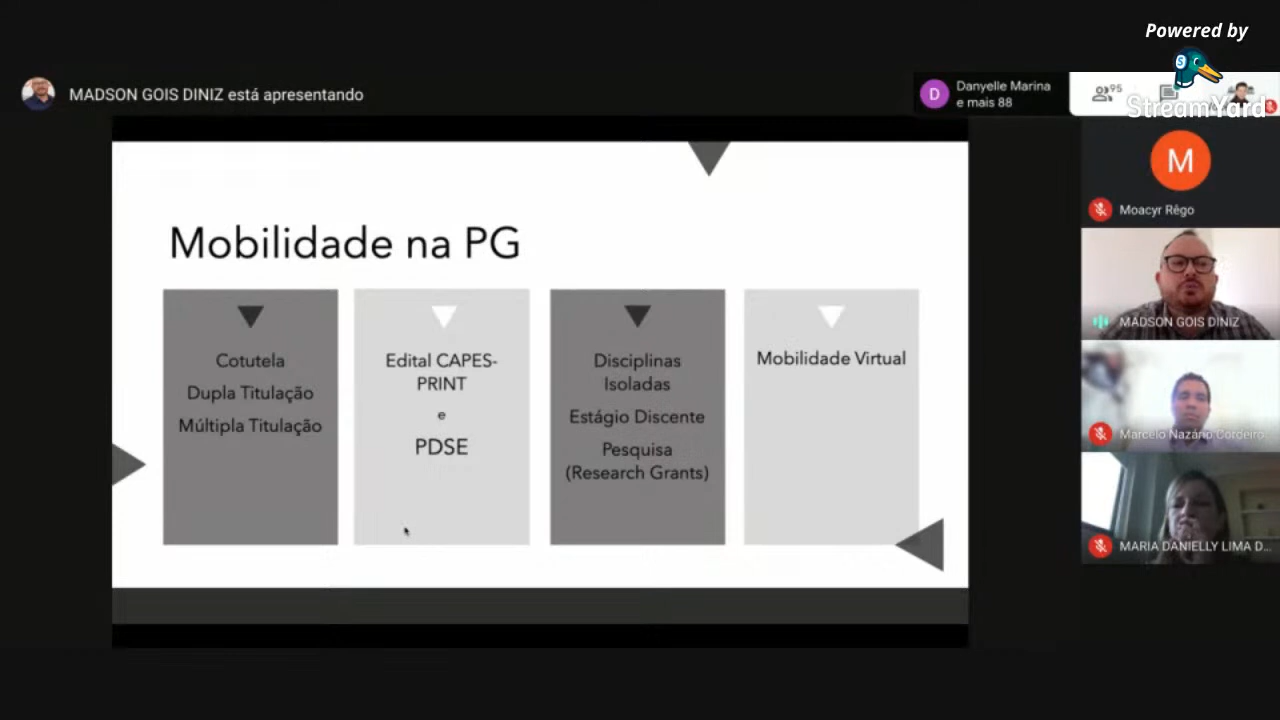 Powered by
StreamYard
MADSON GOIS DINIZ está apresentando
D
Danyelle Marina
e mais 88
95
M
Moacyr Rêgo
MADSON GOIS DINIZ
Marcelo Nazário Cordeiro...
MARIA DANIELLY LIMA D...
Mobilidade na PG
Cotutela
Dupla Titulação
Múltipla Titulação
Edital CAPES-
PRINT
e
PDSE
Disciplinas
Isoladas
Estágio Discente
Pesquisa
(Research Grants)
Mobilidade Virtual